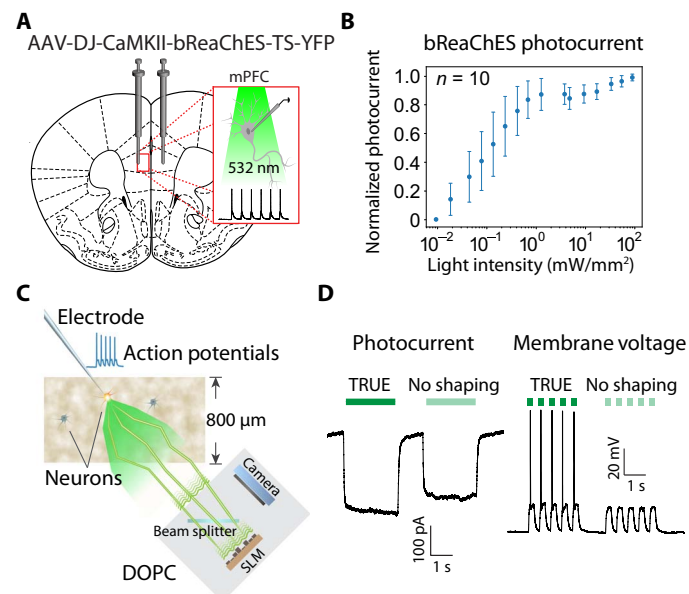 A
AAV-DJ-CaMKII-bReaChES-TS-YFP
mPFC
532 nm
B
bReaChES photocurrent
n = 10
Normalized photocurrent
1.0
0.8
0.6
0.4
0.2
0
10⁻² 10⁻¹ 10⁰ 10¹ 10²
Light intensity (mW/mm²)
C
Electrode
Action potentials
800 µm
Neurons
Camera
Beam splitter
SLM
DOPC
D
Photocurrent
Membrane voltage
TRUE
No shaping
TRUE
No shaping
100 pA
1 s
20 mV
1 s